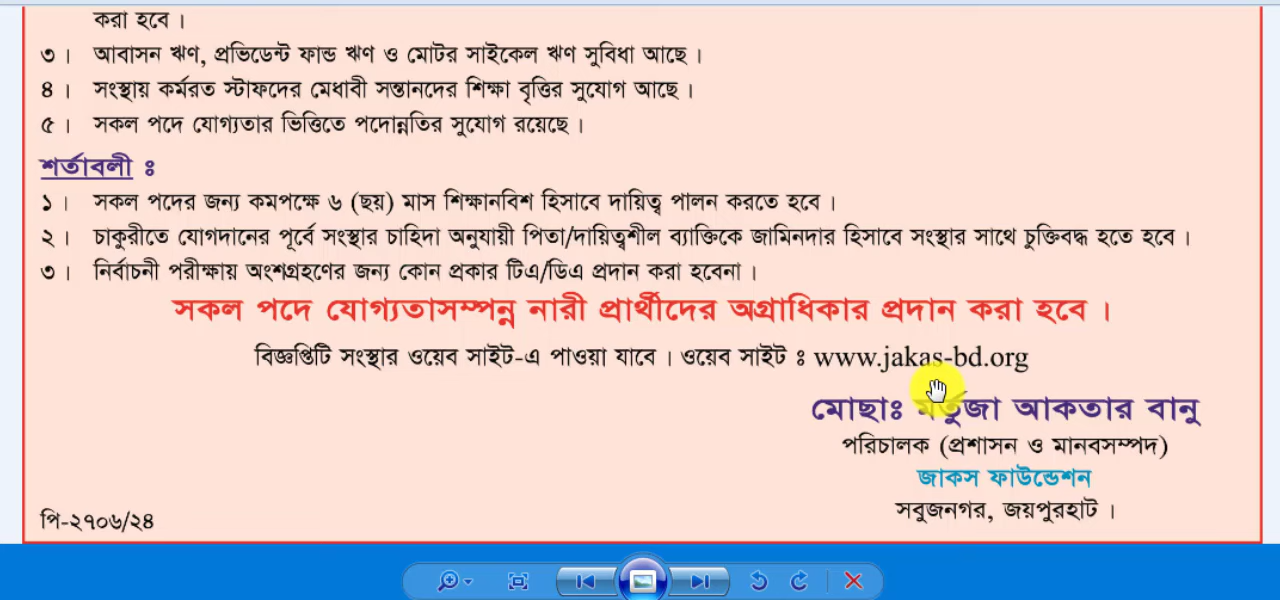 করা হবে ।
৩ । আবাসন ঋণ, প্রভিডেন্ট ফান্ড ঋণ ও মোটর সাইকেল ঋণ সুবিধা আছে ।
৪ । সংস্থায় কর্মরত স্টাফদের মেধাবী সন্তানদের শিক্ষা বৃত্তির সুযোগ আছে ।
৫ । সকল পদে যোগ্যতার ভিত্তিতে পদোন্নতির সুযোগ রয়েছে ।
শর্তাবলী ঃ
১ । সকল পদের জন্য কমপক্ষে ৬ (ছয়) মাস শিক্ষানবিশ হিসাবে দায়িত্ব পালন করতে হবে ।
২ । চাকুরীতে যোগদানের পূর্বে সংস্থার চাহিদা অনুযায়ী পিতা/দায়িত্বশীল ব্যাক্তিকে জামিনদার হিসাবে সংস্থার সাথে চুক্তিবদ্ধ হতে হবে ।
৩ । নির্বাচনী পরীক্ষায় অংশগ্রহণের জন্য কোন প্রকার টিএ/ডিএ প্রদান করা হবেনা ।
সকল পদে যোগ্যতাসম্পন্ন নারী প্রার্থীদের অগ্রাধিকার প্রদান করা হবে ।
বিজ্ঞপ্তিটি সংস্থার ওয়েব সাইট-এ পাওয়া যাবে । ওয়েব সাইট ঃ www.jakas-bd.org
মোছাঃ মর্তুজা আকতার বানু
পরিচালক (প্রশাসন ও মানবসম্পদ)
জাকস ফাউন্ডেশন
সবুজনগর, জয়পুরহাট ।
পি-২৭০৬/২৪